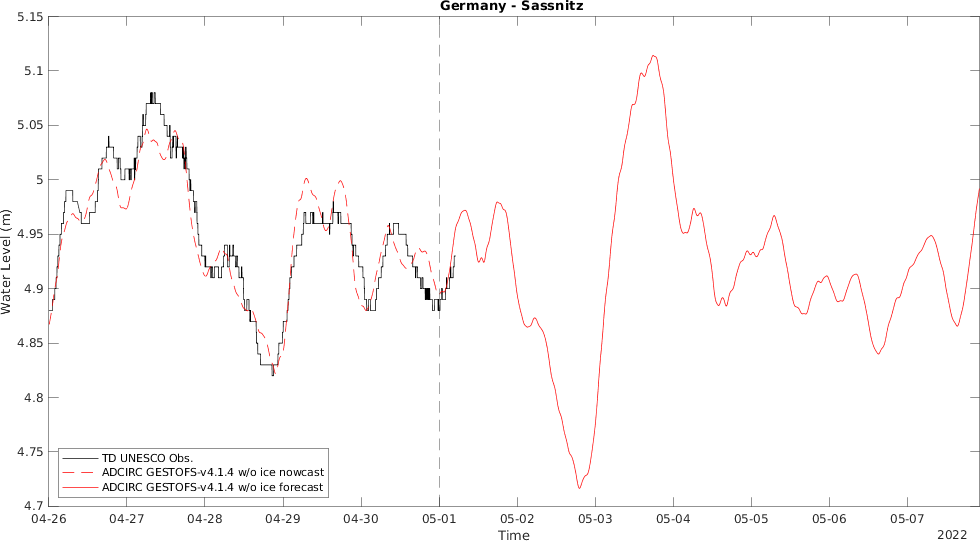 Germany - Sassnitz
5.15
5.1
5.05
5
4.95
4.9
4.85
4.8
4.75
4.7
Water Level (m)
TD UNESCO Obs.
ADCIRC GESTOFS-v4.1.4 w/o ice nowcast
ADCIRC GESTOFS-v4.1.4 w/o ice forecast
04-26 04-27 04-28 04-29 04-30 05-01 05-02 05-03 05-04 05-05 05-06 05-07
Time
2022